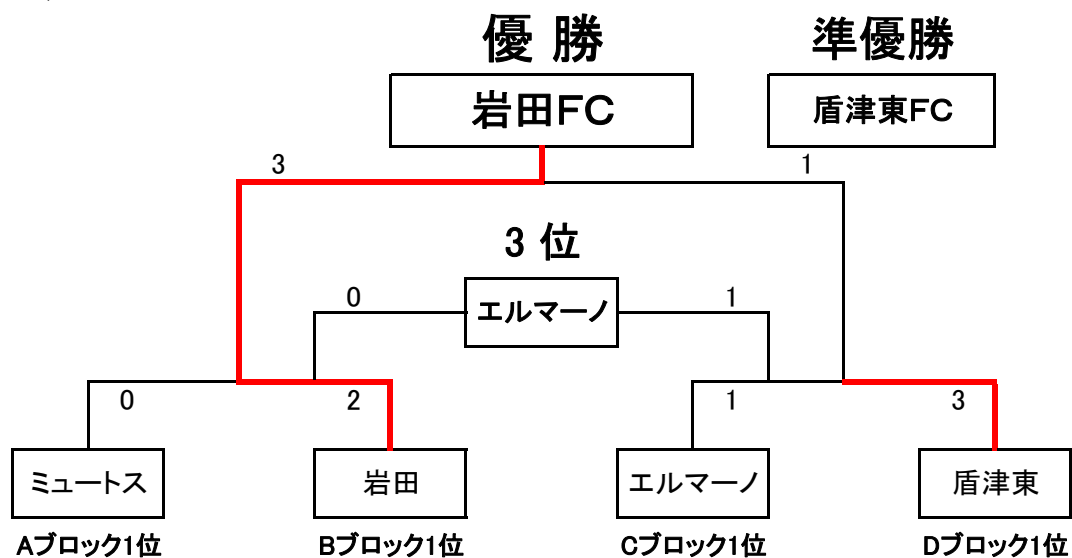 優 勝
準優勝
岩田FC
盾津東FC
3
1
3 位
エルマーノ
0
1
0
2
1
3
ミュートス
岩田
エルマーノ
盾津東
Aブロック1位
Bブロック1位
Cブロック1位
Dブロック1位